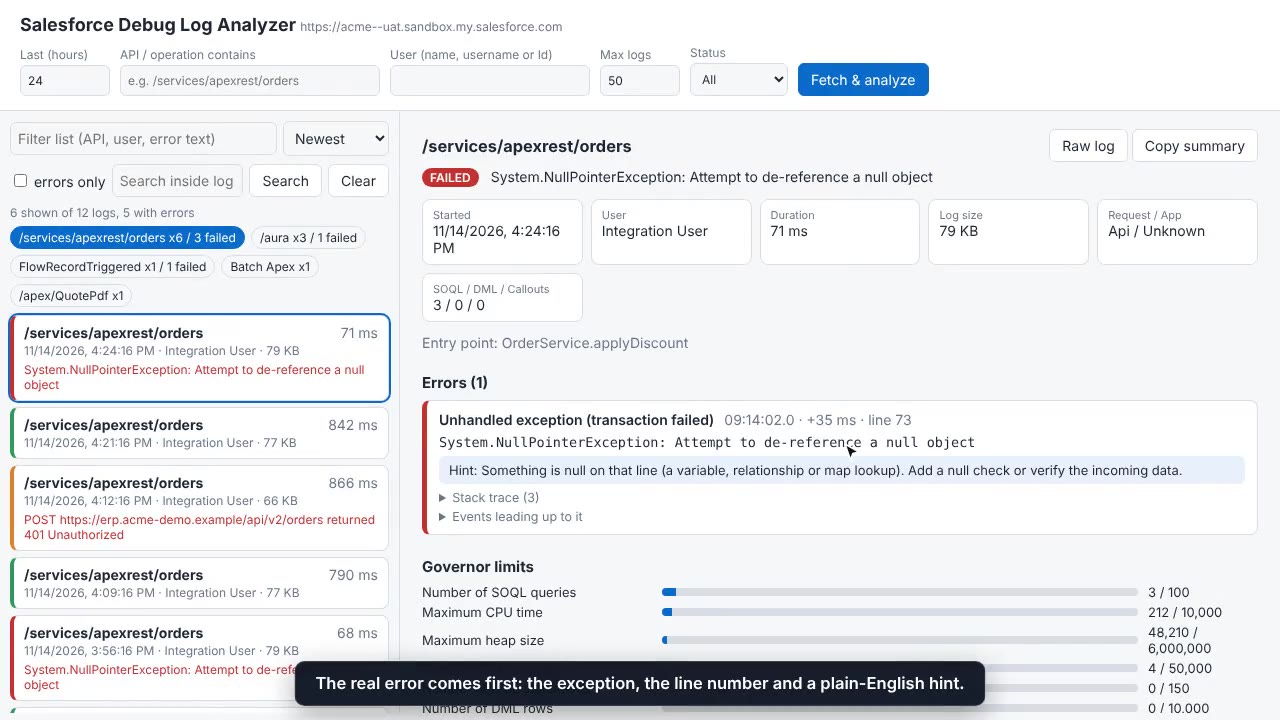 Salesforce Debug Log Analyzer https://acme--uat.sandbox.my.salesforce.com
Last (hours)
24
API / operation contains
e.g. /services/apexrest/orders
User (name, username or Id)
Max logs
50
Status
All
Fetch & analyze
Filter list (API, user, error text)
Newest
errors only
Search inside log
Search
Clear
6 shown of 12 logs, 5 with errors
/services/apexrest/orders x6 / 3 failed
/aura x3 / 1 failed
FlowRecordTriggered x1 / 1 failed
Batch Apex x1
/apex/QuotePdf x1
/services/apexrest/orders 71 ms
11/14/2026, 4:24:16 PM · Integration User · 79 KB
System.NullPointerException: Attempt to de-reference a null
object
/services/apexrest/orders 842 ms
11/14/2026, 4:21:16 PM · Integration User · 77 KB
/services/apexrest/orders 866 ms
11/14/2026, 4:12:16 PM · Integration User · 66 KB
POST https://erp.acme-demo.example/api/v2/orders returned
401 Unauthorized
/services/apexrest/orders 790 ms
11/14/2026, 4:09:16 PM · Integration User · 77 KB
/services/apexrest/orders 68 ms
11/14/2026, 3:56:16 PM · Integration User · 79 KB
System.NullPointerException: Attempt to
object
/services/apexrest/orders
Raw log
Copy summary
FAILED System.NullPointerException: Attempt to de-reference a null object
Started
11/14/2026, 4:24:16
PM
User
Integration User
Duration
71 ms
Log size
79 KB
Request / App
Api / Unknown
SOQL / DML / Callouts
3 / 0 / 0
Entry point: OrderService.applyDiscount
Errors (1)
Unhandled exception (transaction failed) 09:14:02.0 · +35 ms · line 73
System.NullPointerException: Attempt to de-reference a null object
Hint: Something is null on that line (a variable, relationship or map lookup). Add a null check or verify the incoming data.
Stack trace (3)
Events leading up to it
Governor limits
Number of SOQL queries 3 / 100
Maximum CPU time 212 / 10,000
Maximum heap size 48,210 /
6,000,000
4 / 50,000
0 / 150
Number of DML rows 0 / 10,000
The real error comes first: the exception, the line number and a plain-English hint.